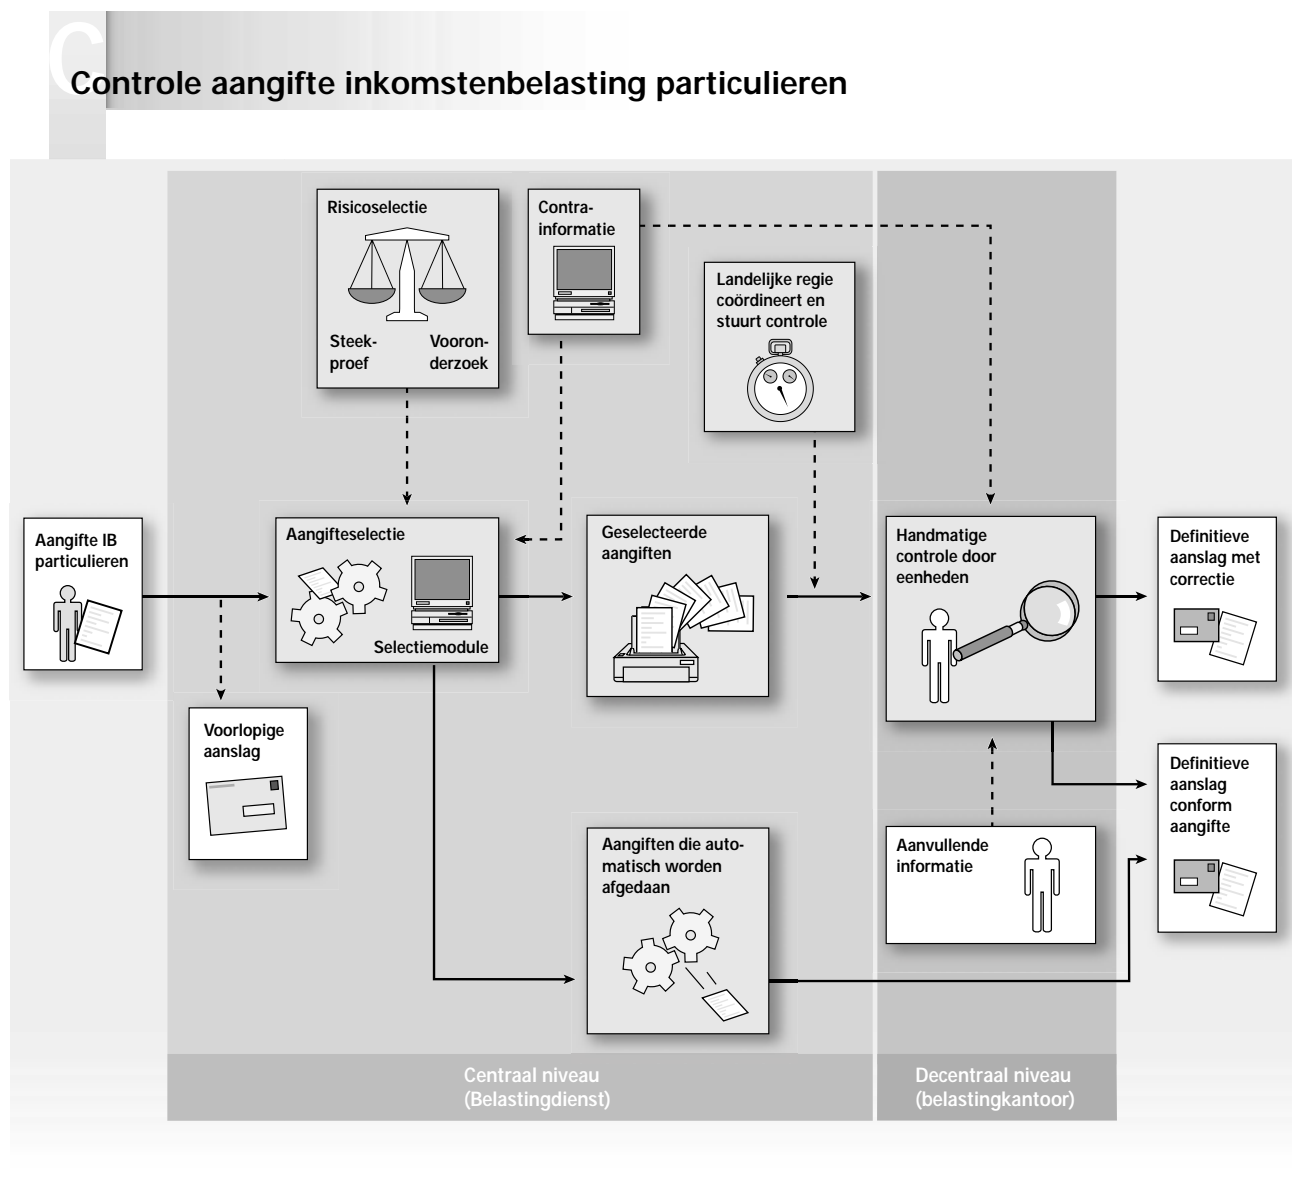 C
Controle aangifte inkomstenbelasting particulieren
Risicoselectie
Steek-
proef
Vooron-
derzoek
Contra-
informatie
Landelijke regie
coördineert en
stuurt controle
Aangifte IB
particulieren
Aangifteselectie
Selectiemodule
Geselecteerde
aangiften
Handmatige
controle door
eenheden
Definitieve
aanslag met
correctie
Voorlopige
aanslag
Definitieve
aanslag
conform
aangifte
Aangiften die auto-
matisch worden
afgedaan
Aanvullende
informatie
Centraal niveau
(Belastingdienst)
Decentraal niveau
(belastingkantoor)